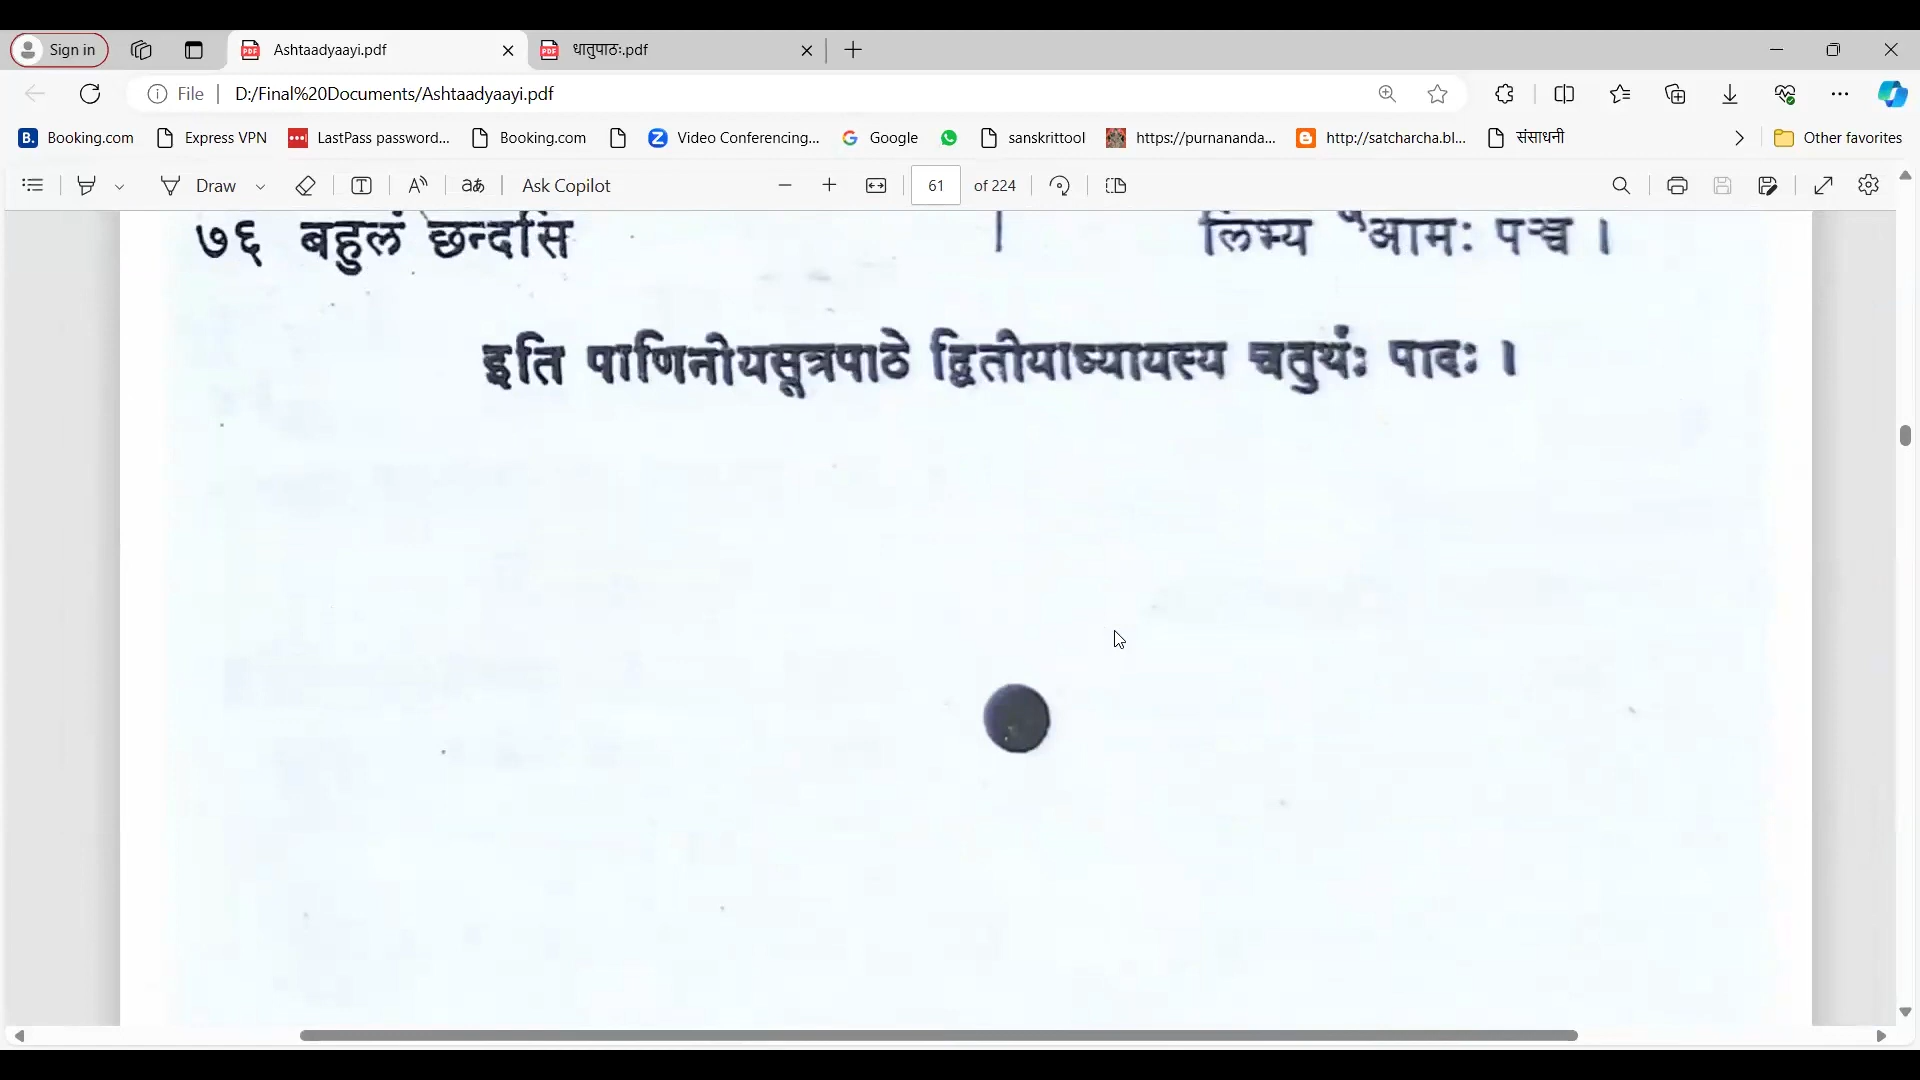 Sign in Ashtaadyaayi.pdf धातुपाठः.pdf
File D:/Final%20Documents/Ashtaadyaayi.pdf
Booking.com Express VPN LastPass password... Booking.com Video Conferencing... Google sanskrittool https://purnananda... http://satcharcha.bl... संसाधनी Other favorites
Draw Ask Copilot 61 of 224
७६ बहुलं छन्दसि । लिभ्य आमः पञ्च ।
इति पाणिनीयसूत्रपाठे द्वितीयाध्यायस्य चतुर्थः पादः ।